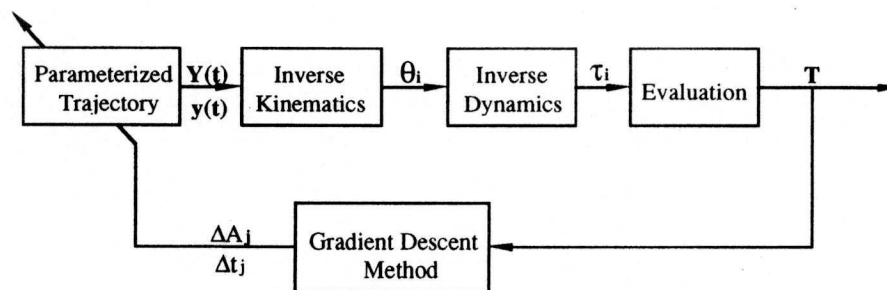 Parameterized
Trajectory
Y(t)
y(t)
Inverse
Kinematics
θi
Inverse
Dynamics
τi
Evaluation
T
ΔAj
Δtj
Gradient Descent
Method